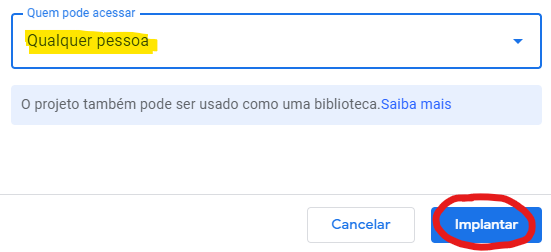 Quem pode acessar
Qualquer pessoa
O projeto também pode ser usado como uma biblioteca.Saiba mais
Cancelar
Implantar